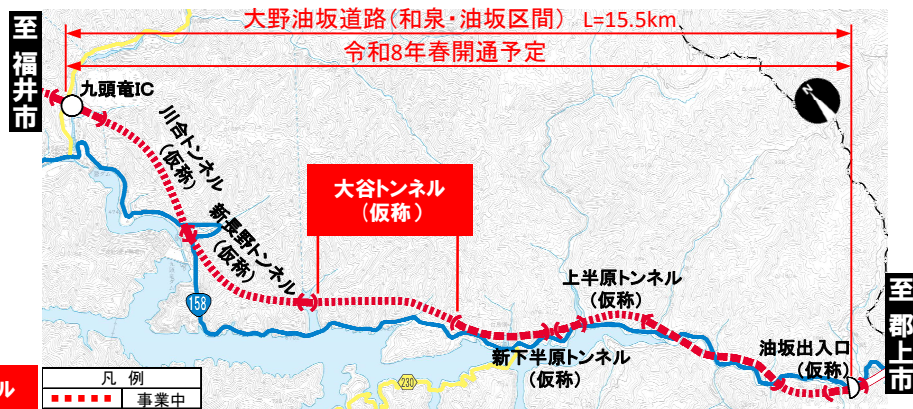 大野油坂道路(和泉・油坂区間) L=15.5km
令和8年春開通予定
至 福井市
九頭竜IC
川合トンネル
(仮称)
新長野トンネル
(仮称)
大谷トンネル
(仮称)
158
上半原トンネル
(仮称)
新下半原トンネル
(仮称)
230
油坂出入口
(仮称)
至 郡上市
N
ル
凡 例
事業中